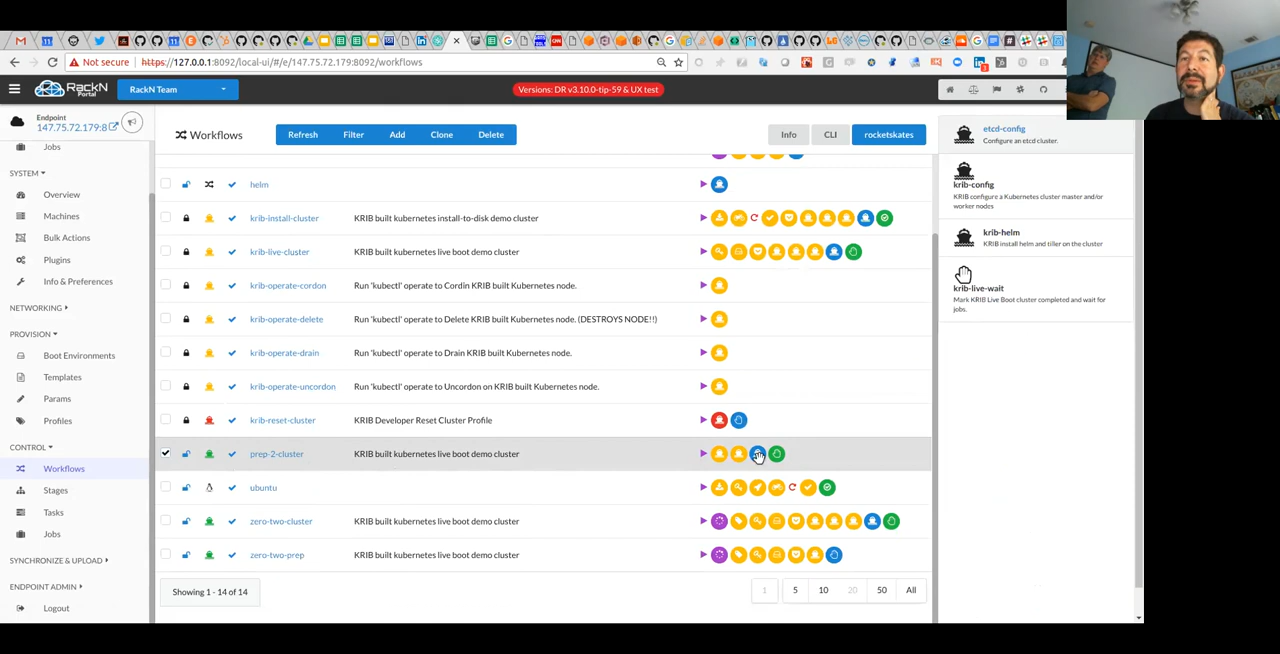 Not secure https://127.0.0.1:8092/local-ui/#/e/147.75.72.179:8092/workflows
RackN Portal
RackN Team
Versions: DR v3.10.0-tip-59 & UX test
Endpoint
147.75.72.179:8
Jobs
SYSTEM
Overview
Machines
Bulk Actions
Plugins
Info & Preferences
NETWORKING
PROVISION
Boot Environments
Templates
Params
Profiles
CONTROL
Workflows
Stages
Tasks
Jobs
SYNCHRONIZE & UPLOAD
ENDPOINT ADMIN
Logout
Workflows
Refresh Filter Add Clone Delete
Info CLI rocketskates
helm
krib-install-cluster KRIB built kubernetes install-to-disk demo cluster
krib-live-cluster KRIB built kubernetes live boot demo cluster
krib-operate-cordon Run 'kubectl' operate to Cordin KRIB built Kubernetes node.
krib-operate-delete Run 'kubectl' operate to Delete KRIB built Kubernetes node. (DESTROYS NODE!!)
krib-operate-drain Run 'kubectl' operate to Drain KRIB built Kubernetes node.
krib-operate-uncordon Run 'kubectl' operate to Uncordon on KRIB built Kubernetes node.
krib-reset-cluster KRIB Developer Reset Cluster Profile
prep-2-cluster KRIB built kubernetes live boot demo cluster
ubuntu
zero-two-cluster KRIB built kubernetes live boot demo cluster
zero-two-prep KRIB built kubernetes live boot demo cluster
Showing 1 - 14 of 14
1 5 10 20 50 All
etcd-config
Configure an etcd cluster.
krib-config
KRIB configure a Kubernetes cluster master and/or
worker nodes
krib-helm
KRIB install helm and tiller on the cluster
krib-live-wait
Mark KRIB Live Boot cluster completed and wait for
jobs.